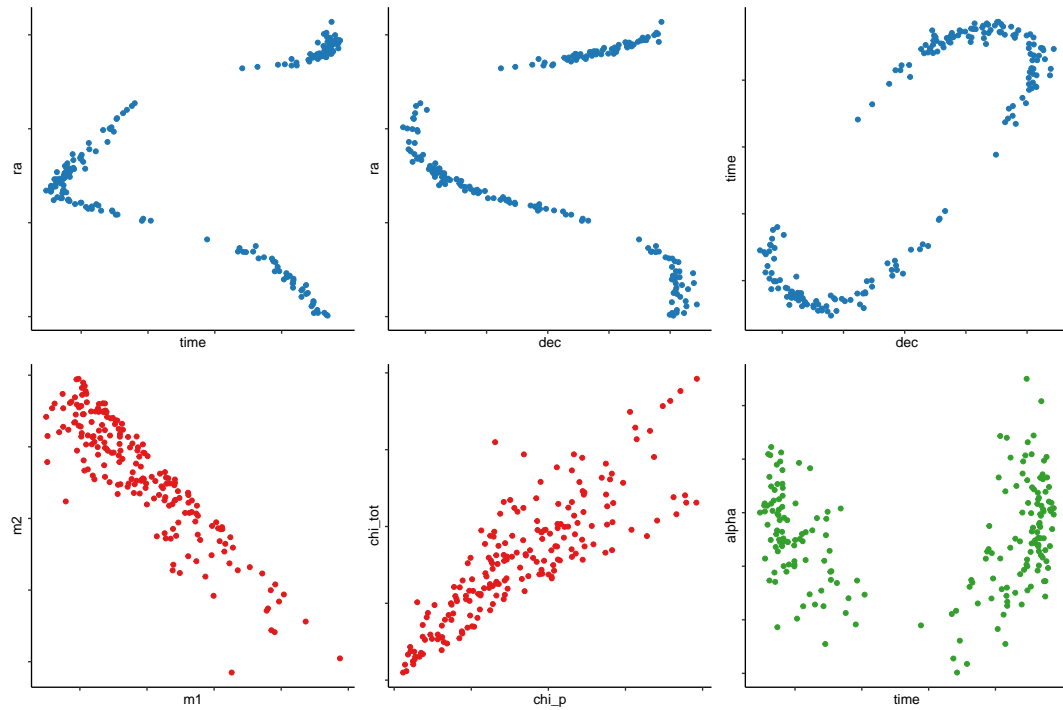 ra
time
ra
dec
time
dec
m2
m1
chi_tot
chi_p
alpha
time